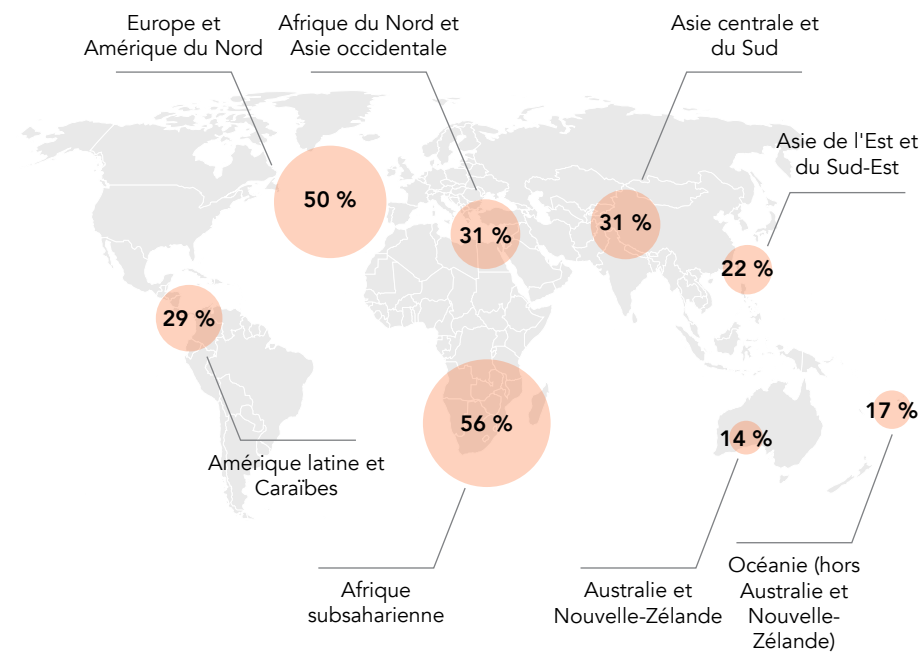 Europe et
Amérique du Nord
Afrique du Nord et
Asie occidentale
Asie centrale et
du Sud
Asie de l'Est et
du Sud-Est
50 %
31 %
31 %
22 %
29 %
56 %
14 %
17 %
Amérique latine et
Caraïbes
Afrique
subsaharienne
Australie et
Nouvelle-Zélande
Océanie (hors
Australie et
Nouvelle-
Zélande)